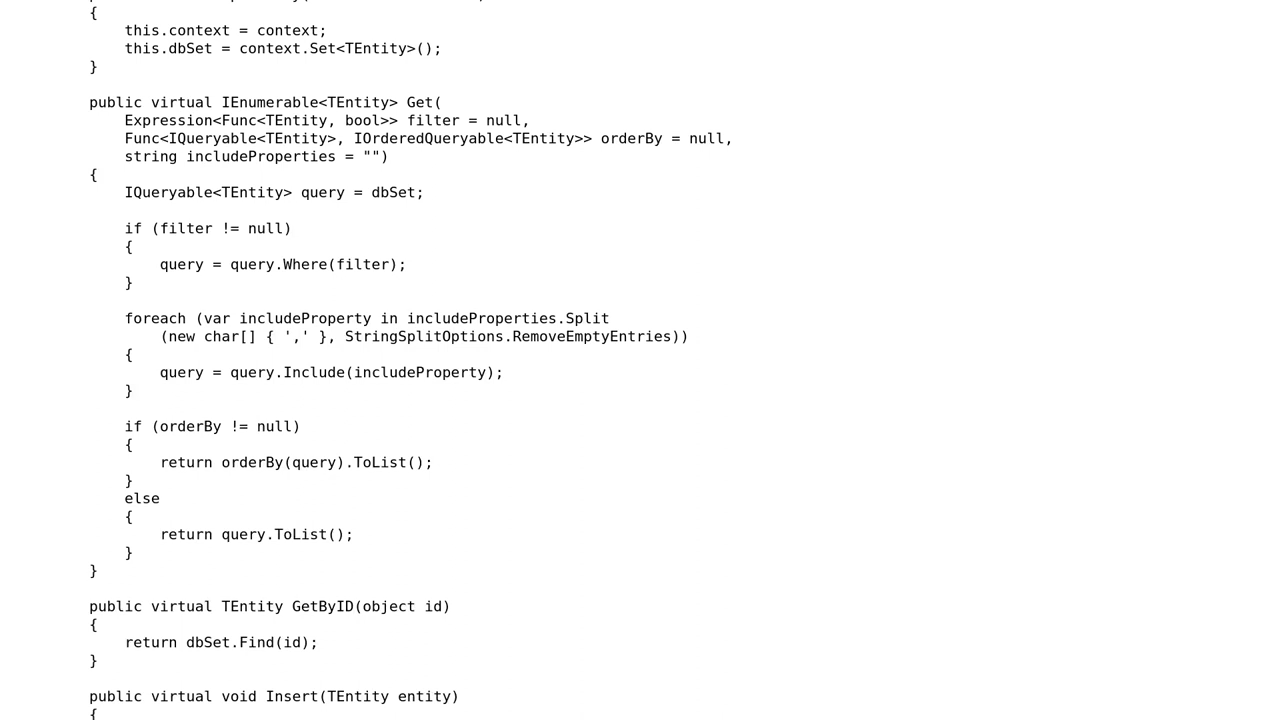 {
this.context = context;
this.dbSet = context.Set<TEntity>();
}
public virtual IEnumerable<TEntity> Get(
Expression<Func<TEntity, bool>> filter = null,
Func<IQueryable<TEntity>, IOrderedQueryable<TEntity>> orderBy = null,
string includeProperties = "")
{
IQueryable<TEntity> query = dbSet;
if (filter != null)
{
query = query.Where(filter);
}
foreach (var includeProperty in includeProperties.Split
(new char[] { ',' }, StringSplitOptions.RemoveEmptyEntries))
{
query = query.Include(includeProperty);
}
if (orderBy != null)
{
return orderBy(query).ToList();
}
else
{
return query.ToList();
}
}
public virtual TEntity GetByID(object id)
{
return dbSet.Find(id);
}
public virtual void Insert(TEntity entity)
{